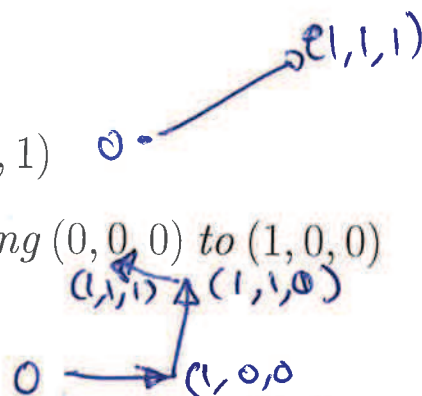 (1,1,1)
, 1)  0
ng (0, 0, 0) to (1, 0, 0)
(1,1,1) (1,1,0)
0 (1, 0,0